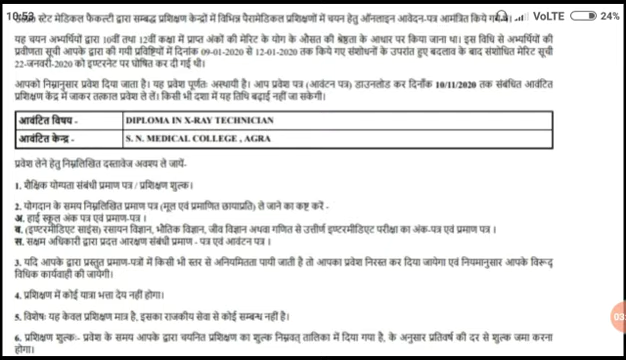 10:53 VoLTE 24%
स्टेट मेडिकल फैकल्टी द्वारा सम्बद्ध प्रशिक्षण केन्द्रों में विभिन्न पैरामेडिकल प्रशिक्षणों में चयन हेतु ऑनलाइन आवेदन-पत्र आमंत्रित किये गये
यह चयन अभ्यर्थियों द्वारा 10वीं तथा 12वीं कक्षा में प्राप्त अंकों की मेरिट के योग के औसत की श्रेष्ठता के आधार पर किया जाना था। इस विधि से अभ्यर्थियों की
प्रवीणता सूची आपके द्वारा की गयी प्रविष्टियों में दिनांक 09-01-2020 से 12-01-2020 तक किये गए संशोधनों के उपरांत हुए बदलाव के बाद संशोधित मेरिट सूची
22-जनवरी-2020 को इण्टरनेट पर घोषित कर दी गई थी।
आपको निम्नानुसार प्रवेश दिया जाता है। यह प्रवेश पूर्णतः अस्थायी है। आप प्रवेश पत्र (आवंटन पत्र) डाउनलोड कर दिनाँक 10/11/2020 तक संबंधित आवंटित
प्रशिक्षण केंद्र में जाकर तत्काल प्रवेश ले लें। किसी भी दशा में यह तिथि बढ़ाई नहीं जा सकेगी।
आवंटित विषय - DIPLOMA IN X-RAY TECHNICIAN
आवंटित केन्द्र - S. N. MEDICAL COLLEGE , AGRA
प्रवेश लेने हेतु निम्नलिखित दस्तावेज अवश्य ले जायें-
1. शैक्षिक योग्यता संबंधी प्रमाण पत्र / प्रशिक्षण शुल्क।
2. योगदान के समय निम्नलिखित प्रमाण पत्र (मूल एवं प्रमाणित छायाप्रति) ले जाने का कष्ट करें -
अ. हाई स्कूल अंक पत्र एवं प्रमाण-पत्र ।
ब. (इण्टरमीडिएट साइंस) रसायन विज्ञान, भौतिक विज्ञान, जीव विज्ञान अथवा गणित से उत्तीर्ण इण्टरमीडिएट परीक्षा का अंक-पत्र एवं प्रमाण पत्र ।
स. सक्षम अधिकारी द्वारा प्रदत्त आरक्षण संबंधी प्रमाण - पत्र एवं आवंटन पत्र ।
3. यदि आपके द्वारा प्रस्तुत प्रमाण-पत्रों में किसी भी स्तर से अनियमितता पायी जाती है तो आपका प्रवेश निरस्त कर दिया जायेगा एवं नियमानुसार आपके विरूद्ध
विधिक कार्यवाही की जायेगी।
4. प्रशिक्षण में कोई यात्रा भत्ता देय नहीं होगा।
5. विशेषः यह केवल प्रशिक्षण मात्र है, इसका राजकीय सेवा से कोई सम्बन्ध नहीं है।
03:
6. प्रशिक्षण शुल्कः- प्रवेश के समय आपके द्वारा चयनित प्रशिक्षण का शुल्क निम्नवत् तालिका में दिया गया है, के अनुसार प्रतिवर्ष की दर से शुल्क जमा करना
होगा।